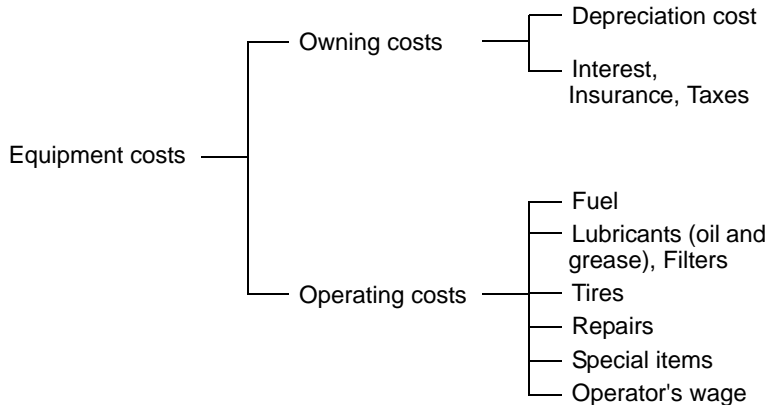 Equipment costs
Owning costs
Depreciation cost
Interest,
Insurance, Taxes
Operating costs
Fuel
Lubricants (oil and
grease), Filters
Tires
Repairs
Special items
Operator's wage